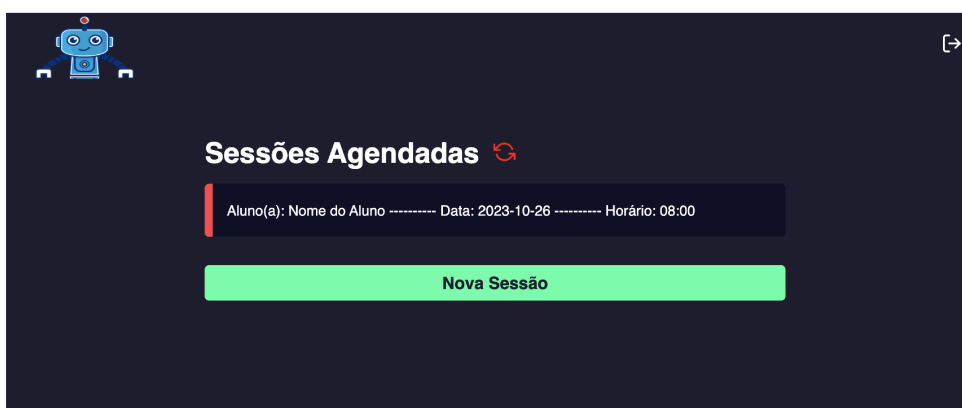 Sessões Agendadas
Aluno(a): Nome do Aluno ---------- Data: 2023-10-26 ---------- Horário: 08:00
Nova Sessão